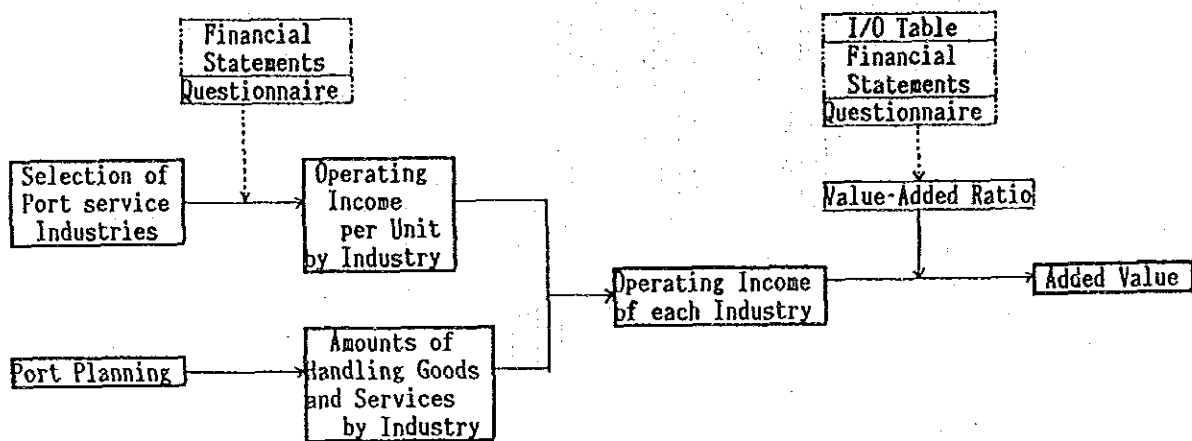 Financial
Statements
Questionnaire
I/O Table
Financial
Statements
Questionnaire
Selection of
Port service
Industries
Operating
Income
per Unit
by Industry
Value-Added Ratio
Operating Income
of each Industry
Added Value
Port Planning
Amounts of
Handling Goods
and Services
by Industry